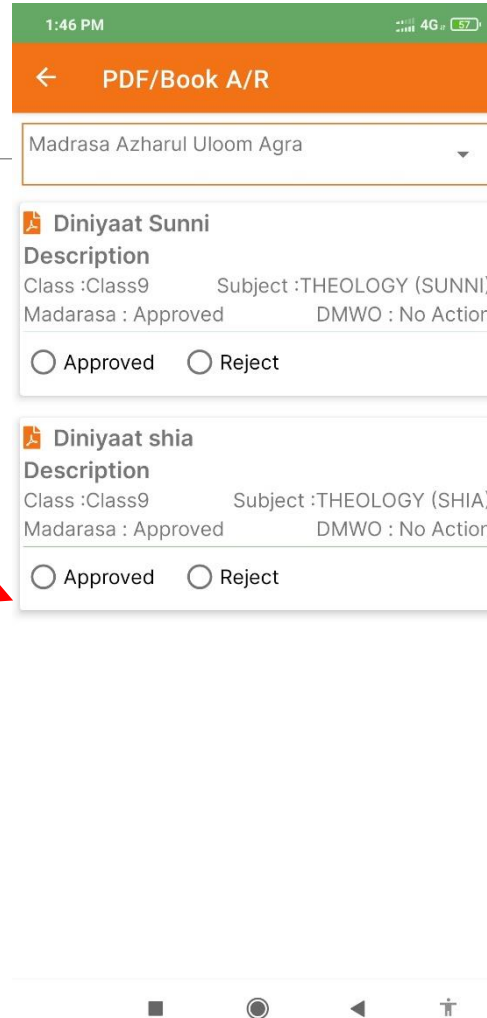 1:46 PM 4G 57
PDF/Book A/R
Madrasa Azharul Uloom Agra
Diniyaat Sunni
Description
Class :Class9 Subject :THEOLOGY (SUNNI)
Madarasa : Approved DMWO : No Action
Approved Reject
Diniyaat shia
Description
Class :Class9 Subject :THEOLOGY (SHIA)
Madarasa : Approved DMWO : No Action
Approved Reject